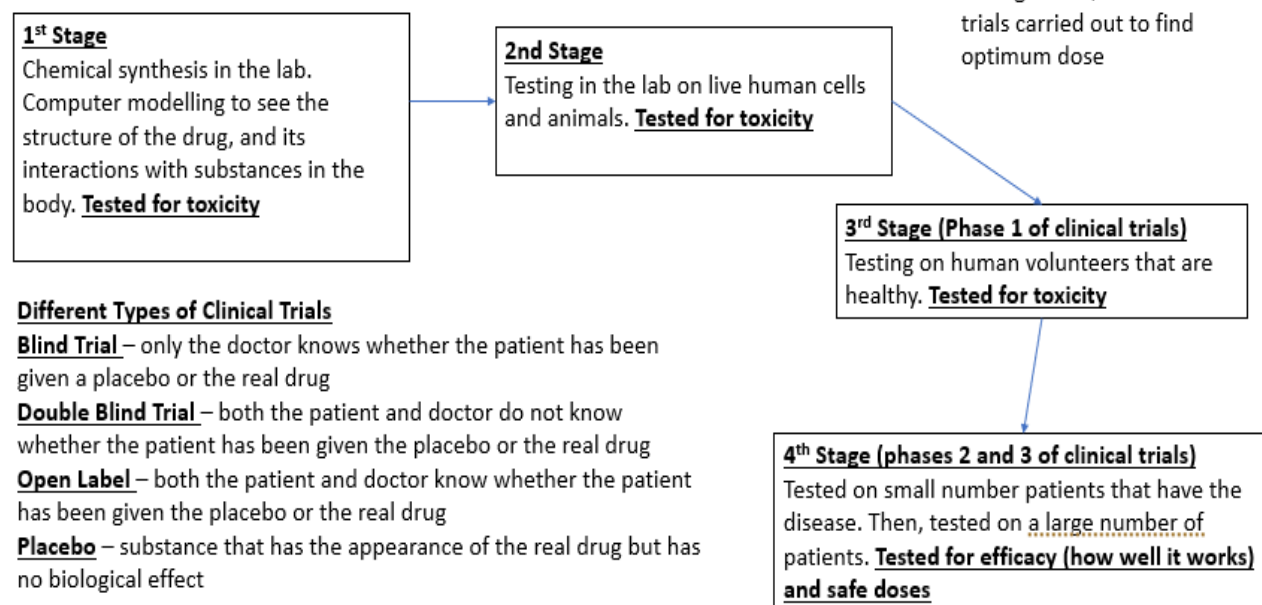 trials carried out to find
optimum dose
1st Stage
Chemical synthesis in the lab.
Computer modelling to see the
structure of the drug, and its
interactions with substances in the
body. Tested for toxicity
2nd Stage
Testing in the lab on live human cells
and animals. Tested for toxicity
3rd Stage (Phase 1 of clinical trials)
Testing on human volunteers that are
healthy. Tested for toxicity
Different Types of Clinical Trials
Blind Trial – only the doctor knows whether the patient has been
given a placebo or the real drug
Double Blind Trial – both the patient and doctor do not know
whether the patient has been given the placebo or the real drug
Open Label – both the patient and doctor know whether the patient
has been given the placebo or the real drug
Placebo – substance that has the appearance of the real drug but has
no biological effect
4th Stage (phases 2 and 3 of clinical trials)
Tested on small number patients that have the
disease. Then, tested on a large number of
patients. Tested for efficacy (how well it works)
and safe doses